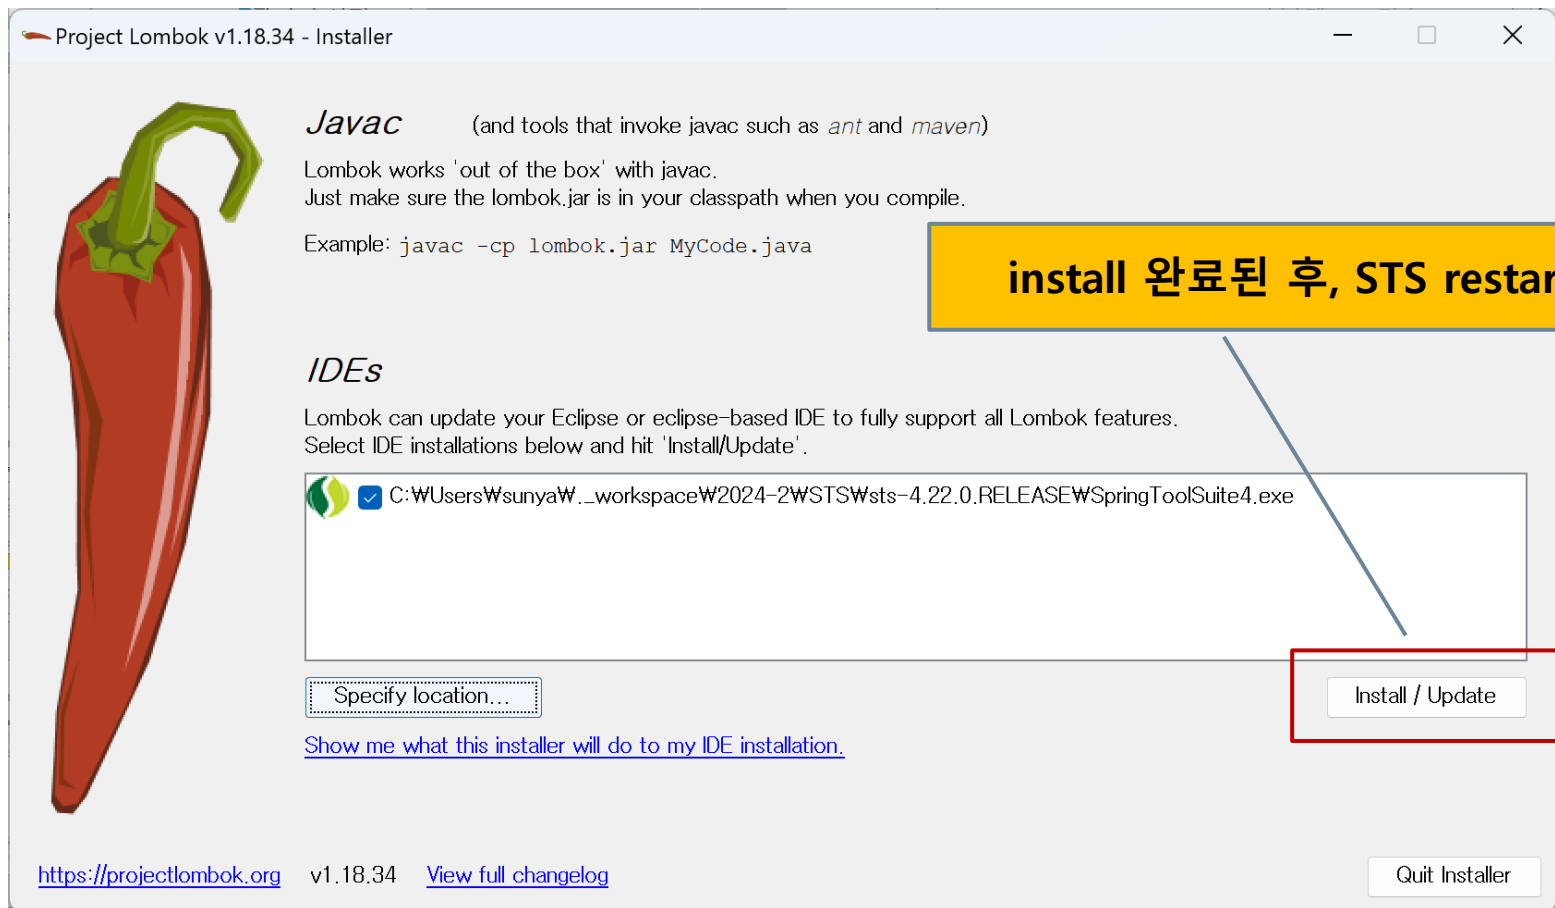 Project Lombok v1.18.34 - Installer
Javac (and tools that invoke javac such as ant and maven)
Lombok works 'out of the box' with javac.
Just make sure the lombok.jar is in your classpath when you compile.
Example: javac -cp lombok.jar MyCode.java
install 완료된 후, STS restar
IDEs
Lombok can update your Eclipse or eclipse-based IDE to fully support all Lombok features.
Select IDE installations below and hit 'Install/Update'.
C:₩Users₩sunya₩._workspace₩2024-2₩STS₩sts-4.22.0.RELEASE₩SpringToolSuite4.exe
Specify location...
Install / Update
Show me what this installer will do to my IDE installation.
https://projectlombok.org v1.18.34 View full changelog
Quit Installer